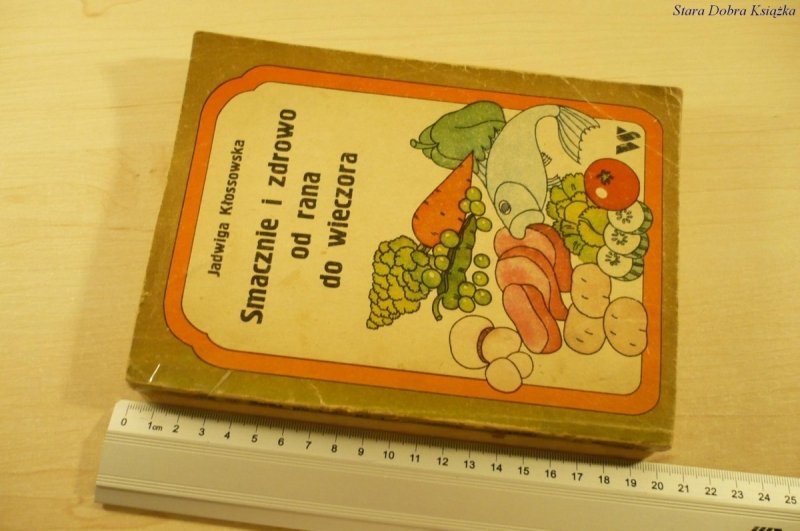 Stara Dobra Książka
Jadwiga Kłossowska
Smacznie i zdrowo
od rana
do wieczora
0 1cm 2 3 4 5 6 7 8 9 10 11 12 13 14 15 16 17 18 19 20 21 22 23 24 25